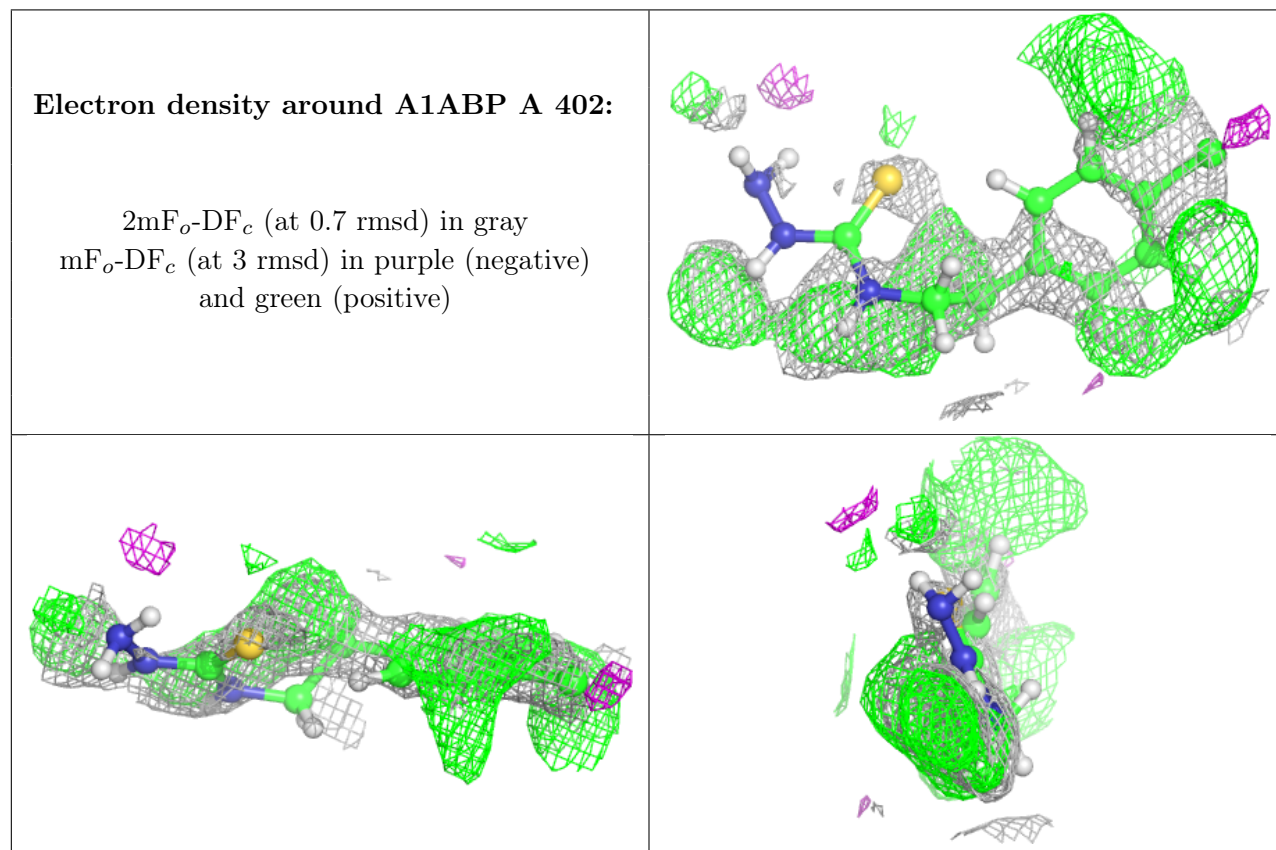 Electron density around A1ABP A 402:
2mFo-DFc (at 0.7 rmsd) in gray
mFo-DFc (at 3 rmsd) in purple (negative)
and green (positive)